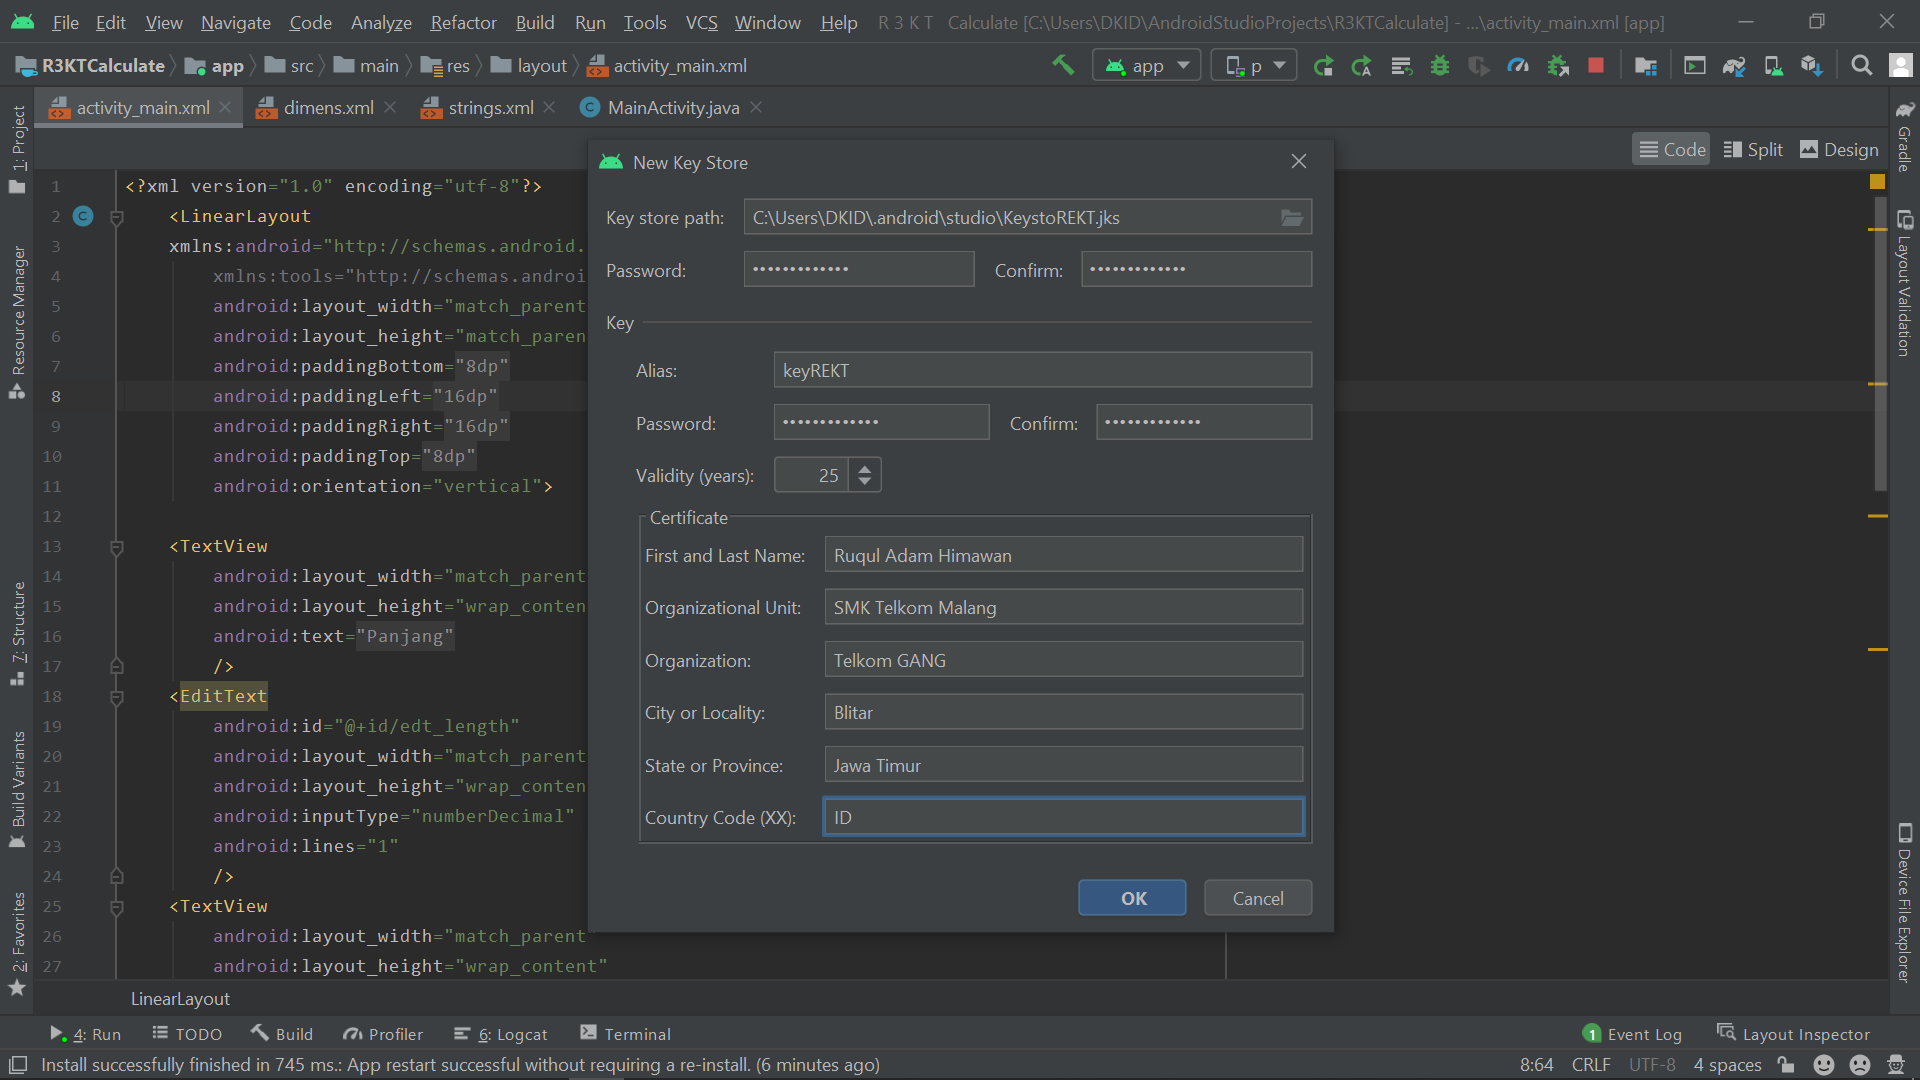 File Edit View Navigate Code Analyze Refactor Build Run Tools VCS Window Help R 3 K T Calculate [C:\Users\DKID\AndroidStudioProjects\R3KTCalculate] - ...\activity_main.xml [app]
R3KTCalculate app src main res layout activity_main.xml app p
activity_main.xml dimens.xml strings.xml MainActivity.java
Code Split Design
1: Project
Resource Manager
7: Structure
Build Variants
2: Favorites
Gradle
Layout Validation
Device File Explorer
1 <?xml version="1.0" encoding="utf-8"?>
2 C <LinearLayout
3 xmlns:android="http://schemas.android.
4 xmlns:tools="http://schemas.androi
5 android:layout_width="match_parent
6 android:layout_height="match_paren
7 android:paddingBottom="8dp"
8 android:paddingLeft="16dp"
9 android:paddingRight="16dp"
10 android:paddingTop="8dp"
11 android:orientation="vertical">
12
13 <TextView
14 android:layout_width="match_parent
15 android:layout_height="wrap_conten
16 android:text="Panjang"
17 />
18 <EditText
19 android:id="@+id/edt_length"
20 android:layout_width="match_parent
21 android:layout_height="wrap_conten
22 android:inputType="numberDecimal"
23 android:lines="1"
24 />
25 <TextView
26 android:layout_width="match_parent
27 android:layout_height="wrap_content"
New Key Store
Key store path: C:\Users\DKID\.android\studio\KeystoREKT.jks
Password: ••••••••••••• Confirm: •••••••••••••
Key
Alias: keyREKT
Password: ••••••••••••• Confirm: •••••••••••••
Validity (years): 25
Certificate
First and Last Name: Ruqul Adam Himawan
Organizational Unit: SMK Telkom Malang
Organization: Telkom GANG
City or Locality: Blitar
State or Province: Jawa Timur
Country Code (XX): ID
OK Cancel
LinearLayout
4: Run TODO Build Profiler 6: Logcat Terminal 1 Event Log Layout Inspector
Install successfully finished in 745 ms.: App restart successful without requiring a re-install. (6 minutes ago) 8:64 CRLF UTF-8 4 spaces